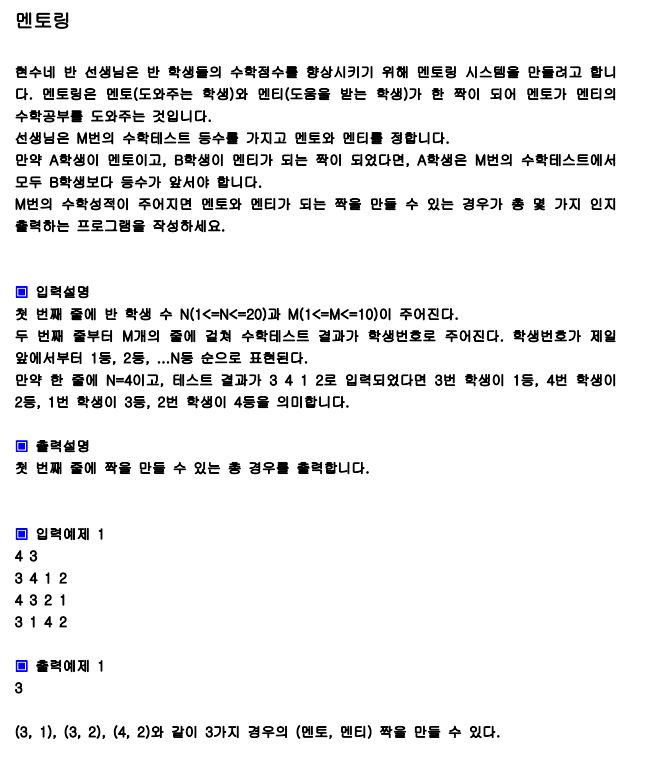 멘토링
현수네 반 선생님은 반 학생들의 수학점수를 향상시키기 위해 멘토링 시스템을 만들려고 합니
다. 멘토링은 멘토(도와주는 학생)와 멘티(도움을 받는 학생)가 한 짝이 되어 멘토가 멘티의
수학공부를 도와주는 것입니다.
선생님은 M번의 수학테스트 등수를 가지고 멘토와 멘티를 정합니다.
만약 A학생이 멘토이고, B학생이 멘티가 되는 짝이 되었다면, A학생은 M번의 수학테스트에서
모두 B학생보다 등수가 앞서야 합니다.
M번의 수학성적이 주어지면 멘토와 멘티가 되는 짝을 만들 수 있는 경우가 총 몇 가지 인지
출력하는 프로그램을 작성하세요.
▣ 입력설명
첫 번째 줄에 반 학생 수 N(1<=N<=20)과 M(1<=M<=10)이 주어진다.
두 번째 줄부터 M개의 줄에 걸쳐 수학테스트 결과가 학생번호로 주어진다. 학생번호가 제일
앞에서부터 1등, 2등, ...N등 순으로 표현된다.
만약 한 줄에 N=4이고, 테스트 결과가 3 4 1 2로 입력되었다면 3번 학생이 1등, 4번 학생이
2등, 1번 학생이 3등, 2번 학생이 4등을 의미합니다.
▣ 출력설명
첫 번째 줄에 짝을 만들 수 있는 총 경우를 출력합니다.
▣ 입력예제 1
4 3
3 4 1 2
4 3 2 1
3 1 4 2
▣ 출력예제 1
3
(3, 1), (3, 2), (4, 2)와 같이 3가지 경우의 (멘토, 멘티) 짝을 만들 수 있다.